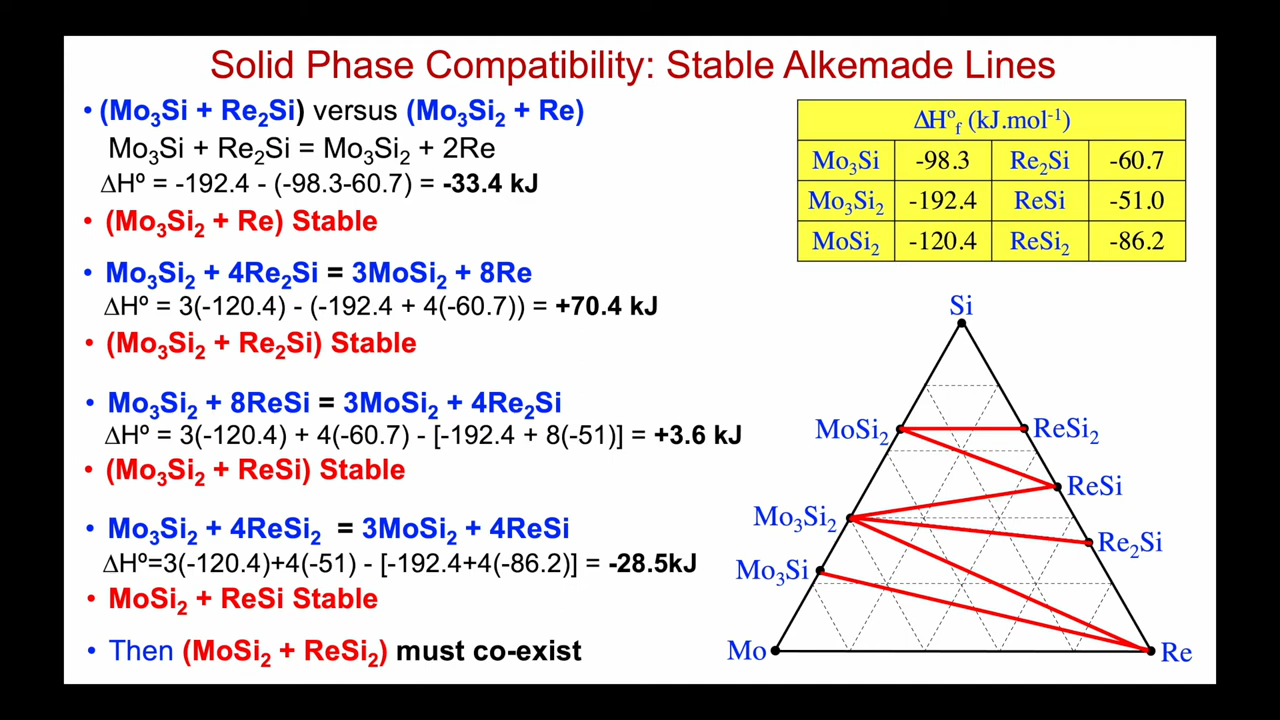 Solid Phase Compatibility: Stable Alkemade Lines
• (Mo₃Si + Re₂Si) versus (Mo₃Si₂ + Re)
Mo₃Si + Re₂Si = Mo₃Si₂ + 2Re
ΔHº = -192.4 - (-98.3-60.7) = -33.4 kJ
• (Mo₃Si₂ + Re) Stable
• Mo₃Si₂ + 4Re₂Si = 3MoSi₂ + 8Re
ΔHº = 3(-120.4) - (-192.4 + 4(-60.7)) = +70.4 kJ
• (Mo₃Si₂ + Re₂Si) Stable
• Mo₃Si₂ + 8ReSi = 3MoSi₂ + 4Re₂Si
ΔHº = 3(-120.4) + 4(-60.7) - [-192.4 + 8(-51)] = +3.6 kJ
• (Mo₃Si₂ + ReSi) Stable
• Mo₃Si₂ + 4ReSi₂ = 3MoSi₂ + 4ReSi
ΔHº=3(-120.4)+4(-51) - [-192.4+4(-86.2)] = -28.5kJ
• MoSi₂ + ReSi Stable
• Then (MoSi₂ + ReSi₂) must co-exist
ΔHºf (kJ.mol⁻¹)
Mo₃Si -98.3 Re₂Si -60.7
Mo₃Si₂ -192.4 ReSi -51.0
MoSi₂ -120.4 ReSi₂ -86.2
Si
MoSi₂ ReSi₂
ReSi
Mo₃Si₂
Re₂Si
Mo₃Si
Mo Re